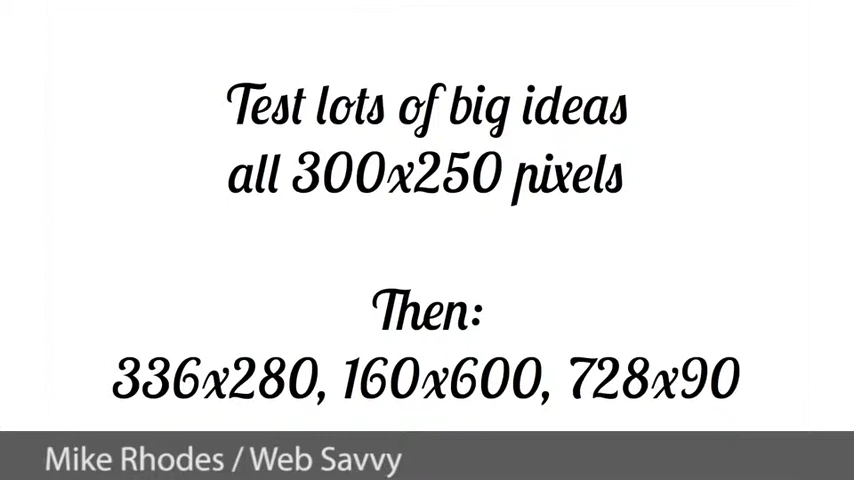 Test lots of big ideas
all 300x250 pixels
Then:
336x280, 160x600, 728x90
Mike Rhodes / Web Savvy